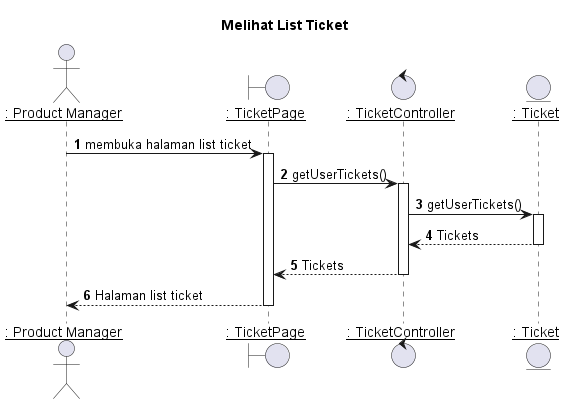 Melihat List Ticket
: Product Manager
: TicketPage
: TicketController
: Ticket
1 membuka halaman list ticket
2 getUserTickets()
3 getUserTickets()
4 Tickets
5 Tickets
6 Halaman list ticket
: Product Manager
: TicketPage
: TicketController
: Ticket